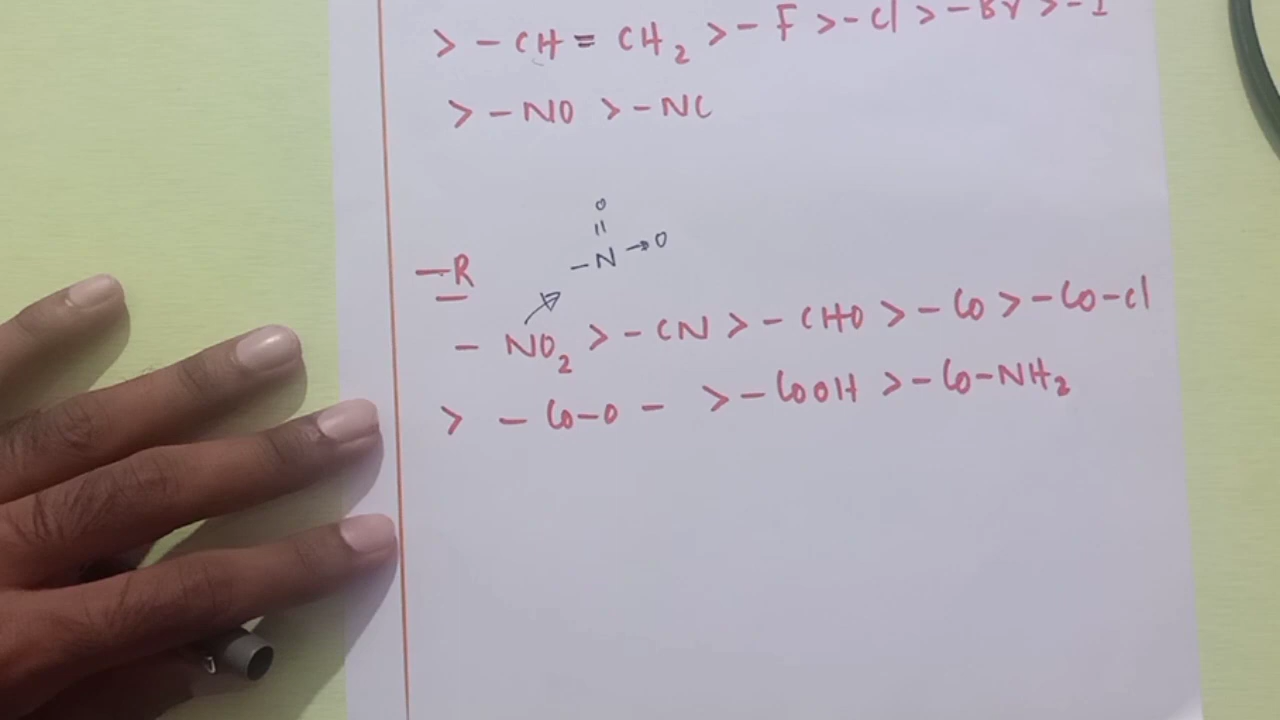 > - CH = CH2 > - F > - Cl > - Br > - I
> - NO > - NC
O
||
- N → O
-R
- NO2 > - CN > - CHO > - CO > - CO-Cl
> - CO-O - > - COOH > - CO-NH2